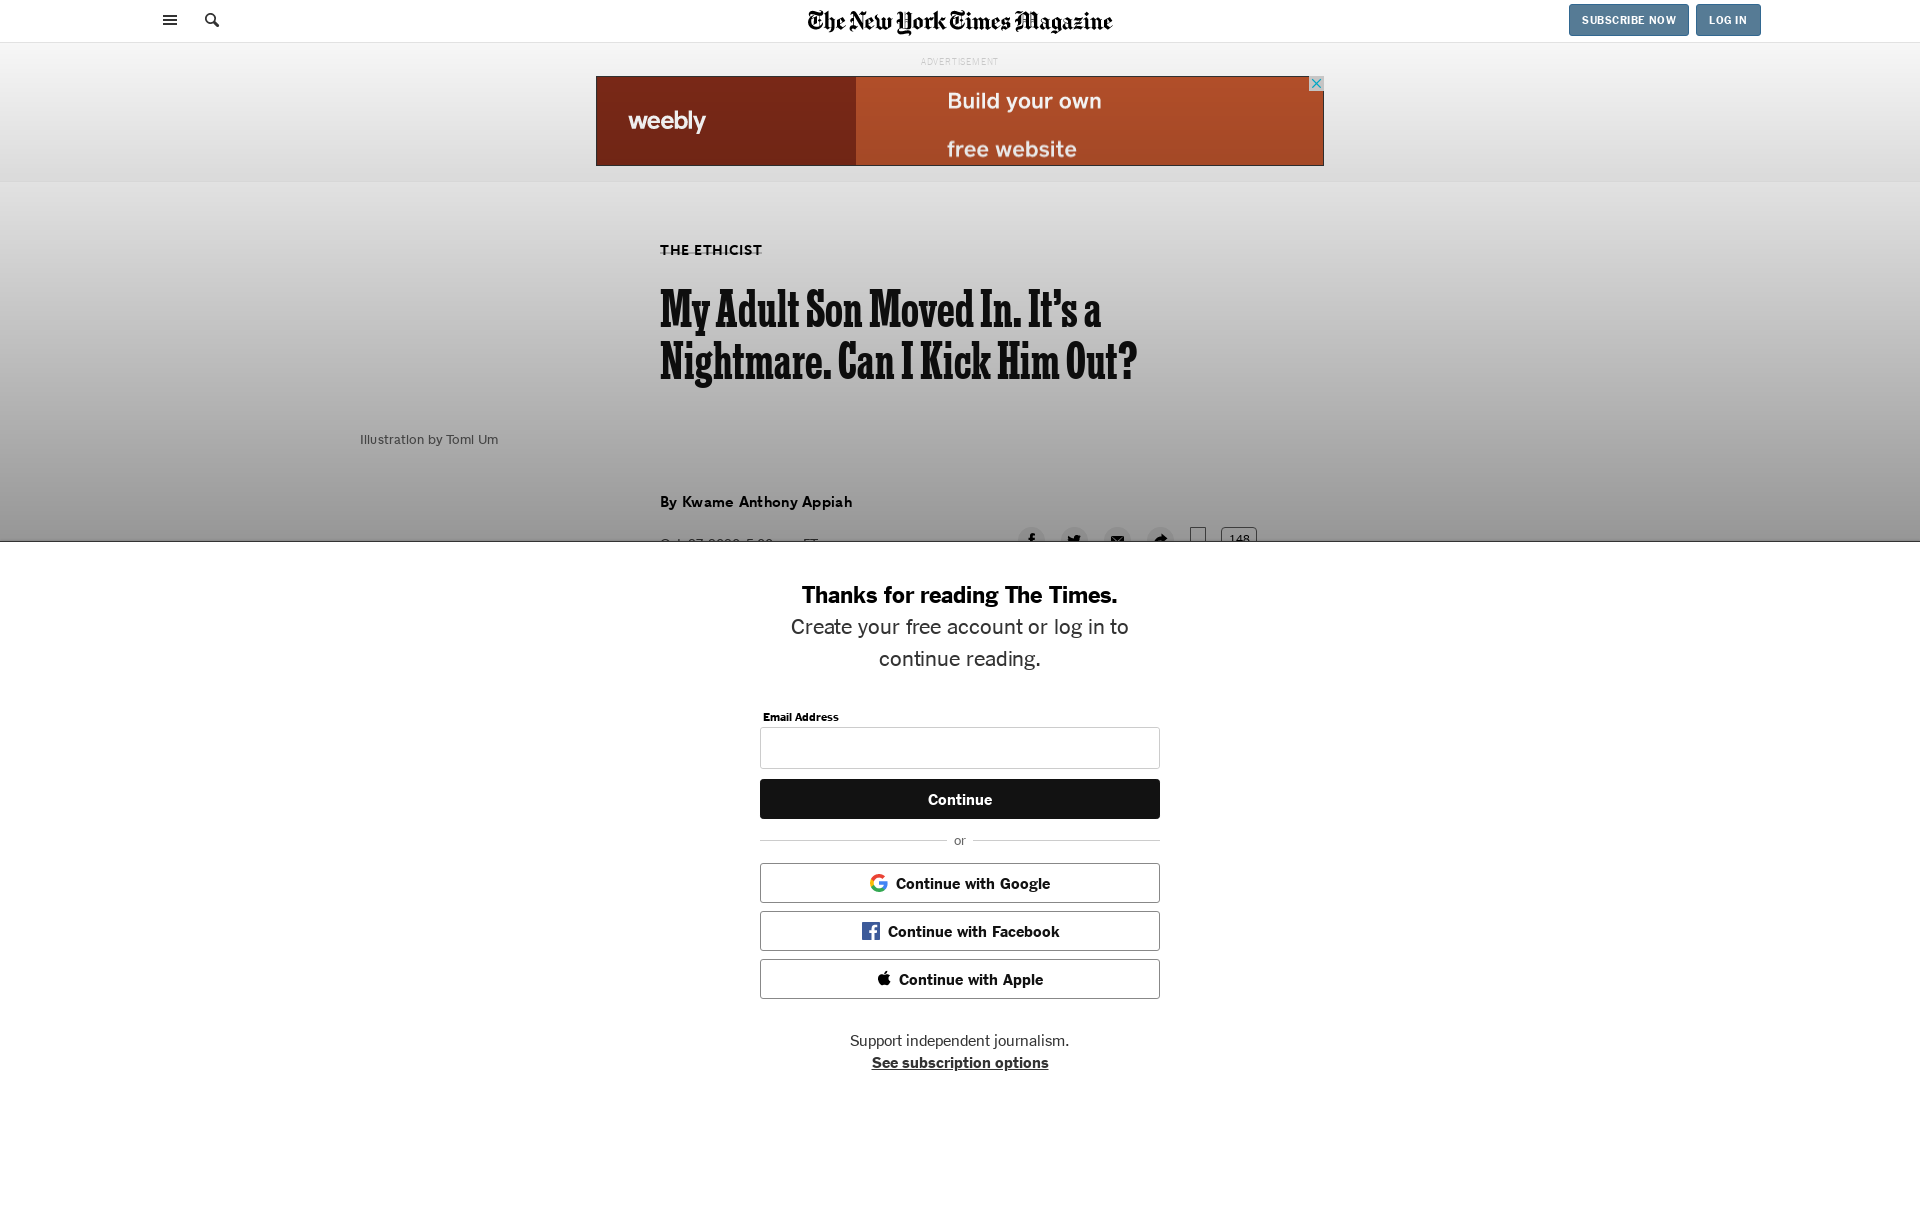 The New York Times Magazine
SUBSCRIBE NOW
LOG IN
ADVERTISEMENT
weebly
Build your own
free website
THE ETHICIST
My Adult Son Moved In. It's a
Nightmare. Can I Kick Him Out?
Illustration by Tomi Um
By Kwame Anthony Appiah
148
Thanks for reading The Times.
Create your free account or log in to
continue reading.
Email Address
Continue
or
Continue with Google
Continue with Facebook
Continue with Apple
Support independent journalism.
See subscription options